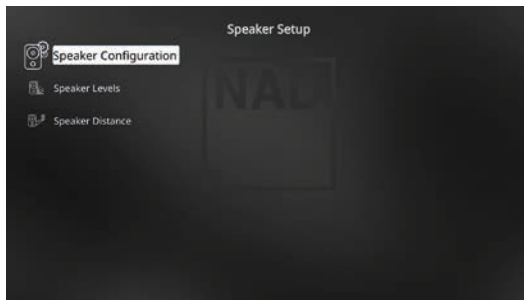 Speaker Setup
Speaker Configuration
Speaker Levels
Speaker Distance
NAD